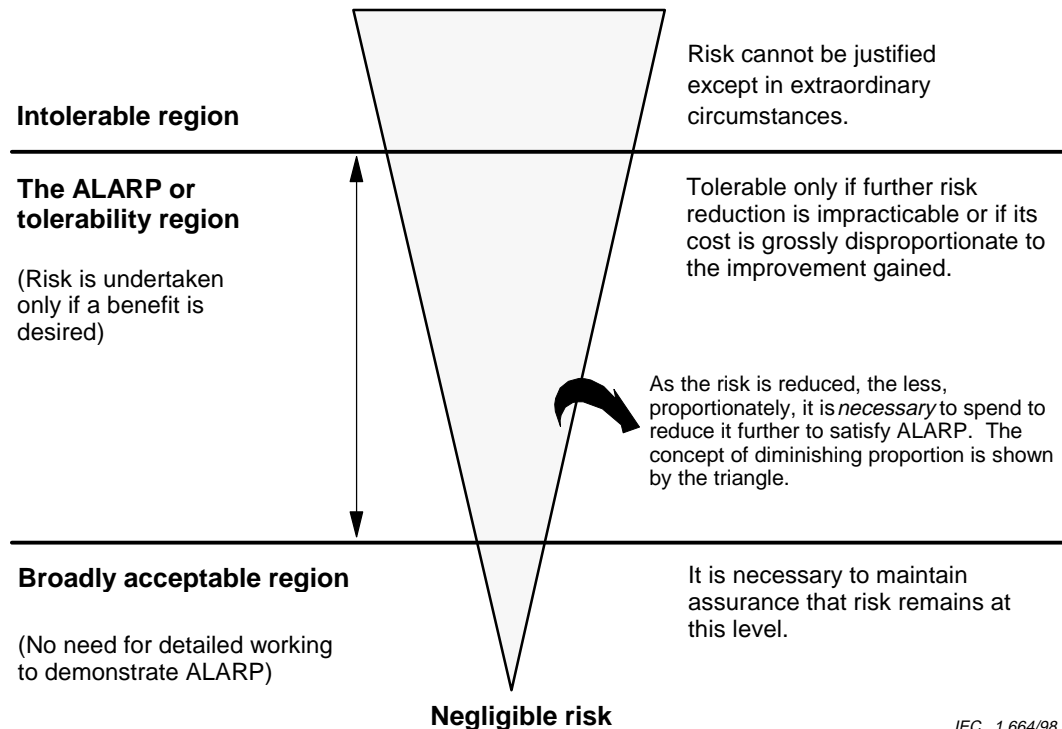 Risk cannot be justified
except in extraordinary
circumstances.
Intolerable region
The ALARP or
tolerability region
(Risk is undertaken
only if a benefit is
desired)
Tolerable only if further risk
reduction is impracticable or if its
cost is grossly disproportionate to
the improvement gained.
As the risk is reduced, the less,
proportionately, it is necessary to spend to
reduce it further to satisfy ALARP. The
concept of diminishing proportion is shown
by the triangle.
Broadly acceptable region
(No need for detailed working
to demonstrate ALARP)
It is necessary to maintain
assurance that risk remains at
this level.
Negligible risk
IEC 1 664/98